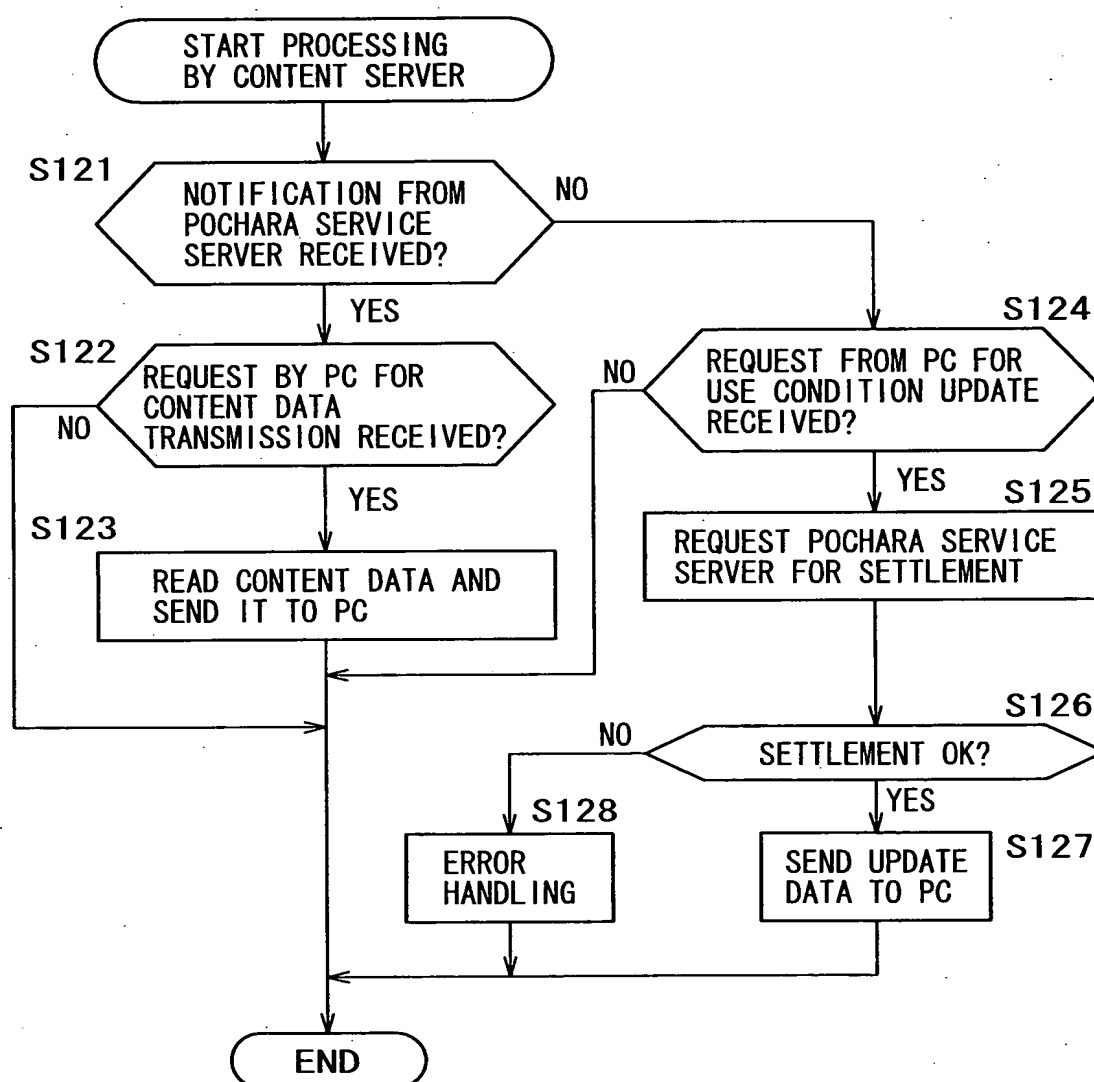 START PROCESSING
BY CONTENT SERVER
S121
NOTIFICATION FROM
POCHARA SERVICE
SERVER RECEIVED?
NO
YES
S122
REQUEST BY PC FOR
CONTENT DATA
TRANSMISSION RECEIVED?
NO
YES
S123
READ CONTENT DATA AND
SEND IT TO PC
S124
REQUEST FROM PC FOR
USE CONDITION UPDATE
RECEIVED?
NO
YES
S125
REQUEST POCHARA SERVICE
SERVER FOR SETTLEMENT
S126
SETTLEMENT OK?
NO
YES
S128
ERROR
HANDLING
S127
SEND UPDATE
DATA TO PC
END